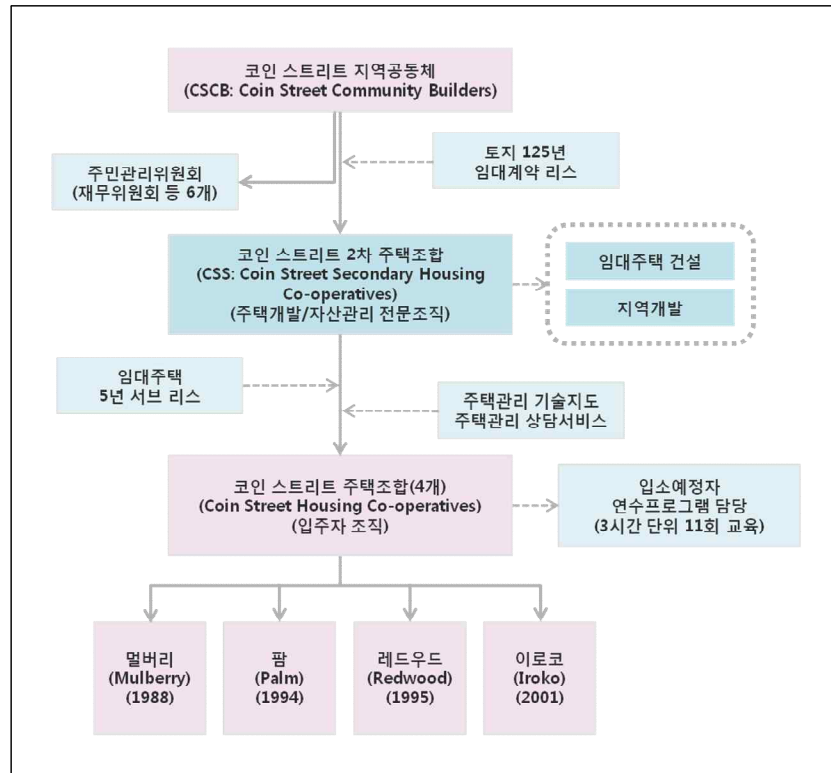 코인 스트리트 지역공동체
(CSCB: Coin Street Community Builders)
주민관리위원회
(재무위원회 등 6개)
토지 125년
임대계약 리스
코인 스트리트 2차 주택조합
(CSS: Coin Street Secondary Housing
Co-operatives)
(주택개발/자산관리 전문조직)
임대주택 건설
지역개발
임대주택
5년 서브 리스
주택관리 기술지도
주택관리 상담서비스
코인 스트리트 주택조합(4개)
(Coin Street Housing Co-operatives)
(입주자 조직)
입소예정자
연수프로그램 담당
(3시간 단위 11회 교육)
멀버리
(Mulberry)
(1988)
팜
(Palm)
(1994)
레드우드
(Redwood)
(1995)
이로코
(Iroko)
(2001)